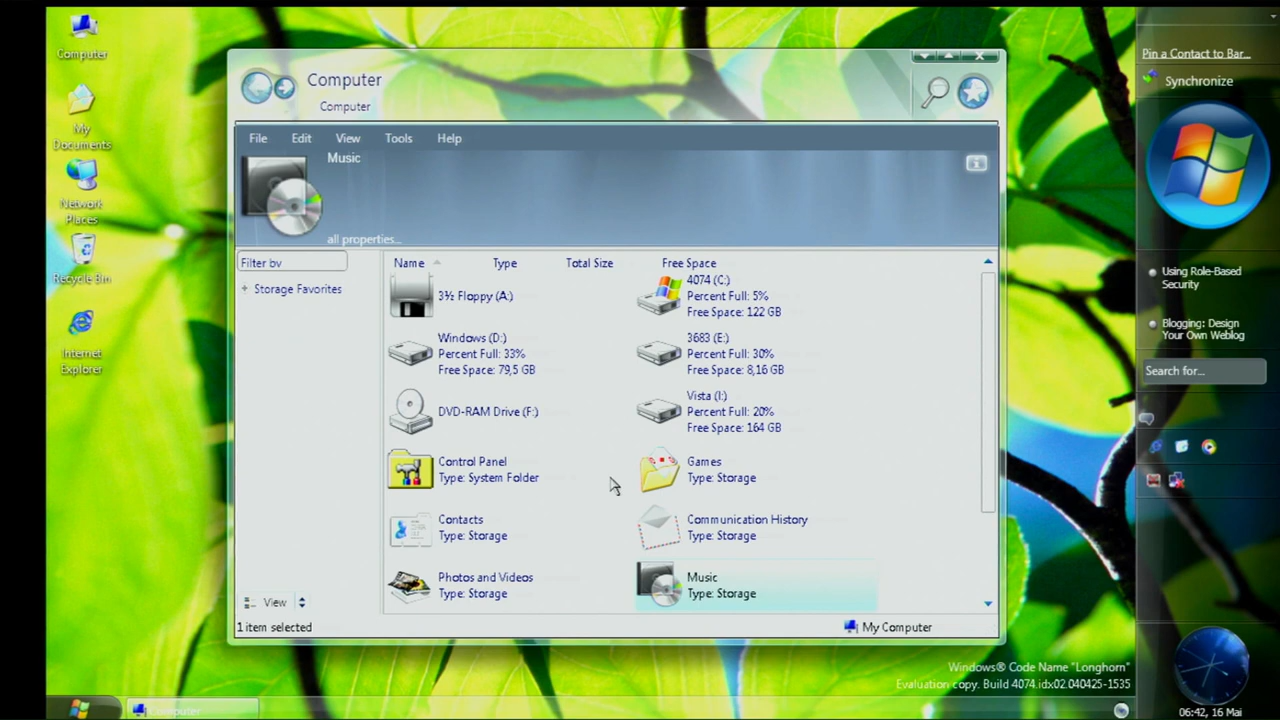 Computer
My
Documents
Network
Places
Recycle Bin
Internet
Explorer
Computer
Computer
File Edit View Tools Help
Music
all properties...
Filter by
Storage Favorites
Name Type Total Size Free Space
3½ Floppy (A:)
4074 (C:)
Percent Full: 5%
Free Space: 122 GB
Windows (D:)
Percent Full: 33%
Free Space: 79,5 GB
3683 (E:)
Percent Full: 30%
Free Space: 8,16 GB
DVD-RAM Drive (F:)
Vista (I:)
Percent Full: 20%
Free Space: 164 GB
Control Panel
Type: System Folder
Games
Type: Storage
Contacts
Type: Storage
Communication History
Type: Storage
Photos and Videos
Type: Storage
Music
Type: Storage
View
1 item selected
My Computer
Pin a Contact to Bar...
Synchronize
Using Role-Based
Security
Blogging: Design
Your Own Weblog
Search for...
Windows® Code Name "Longhorn"
Evaluation copy. Build 4074.idx02.040425-1535
Computer
06:42, 16 Mai